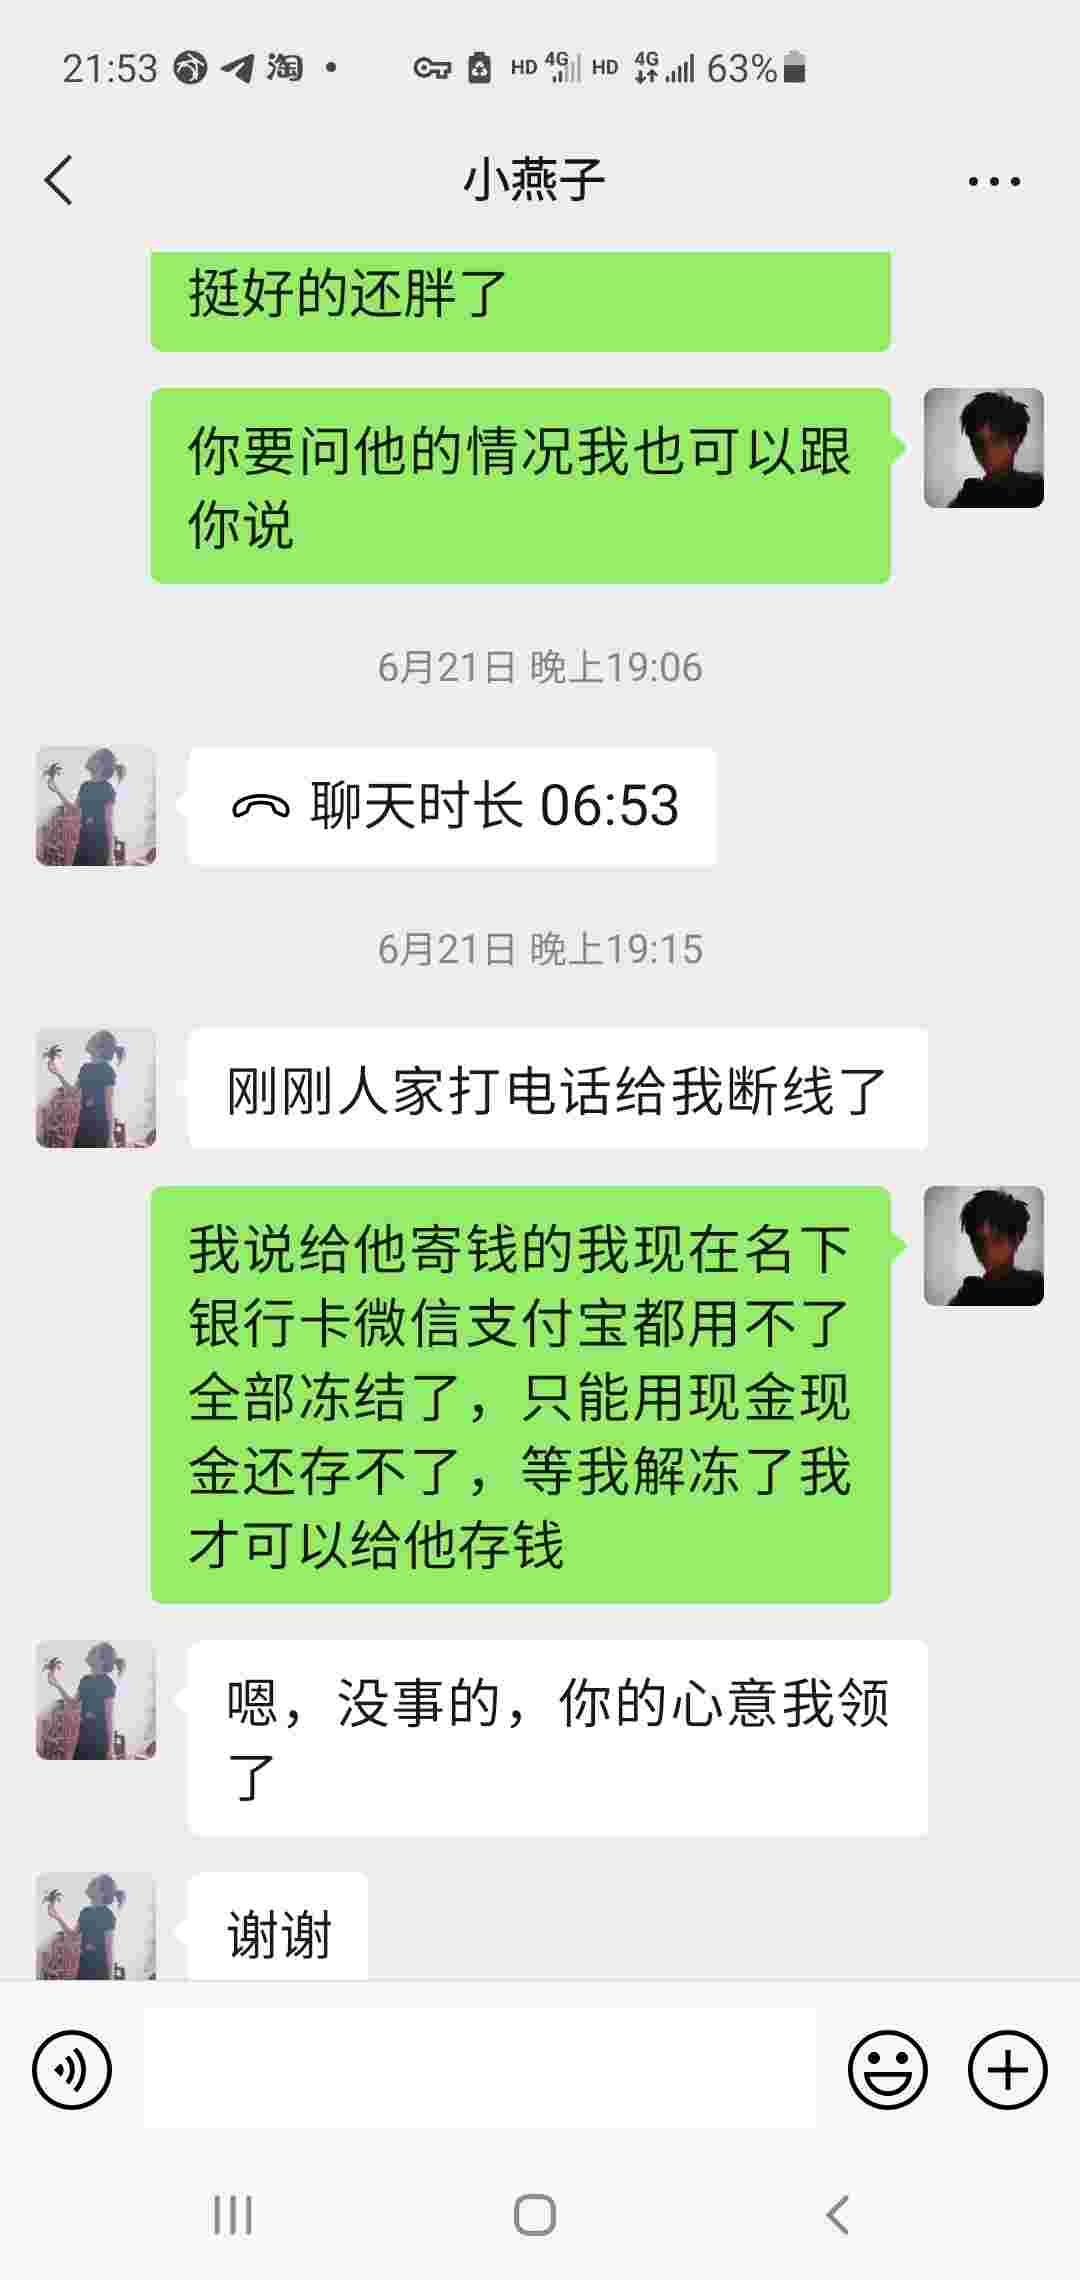 21:53 淘 HD 4G HD 4G 63%
小燕子
挺好的还胖了
你要问他的情况我也可以跟
你说
6月21日 晚上19:06
聊天时长 06:53
6月21日 晚上19:15
刚刚人家打电话给我断线了
我说给他寄钱的我现在名下
银行卡微信支付宝都用不了
全部冻结了，只能用现金现
金还存不了，等我解冻了我
才可以给他存钱
嗯，没事的，你的心意我领
了
谢谢